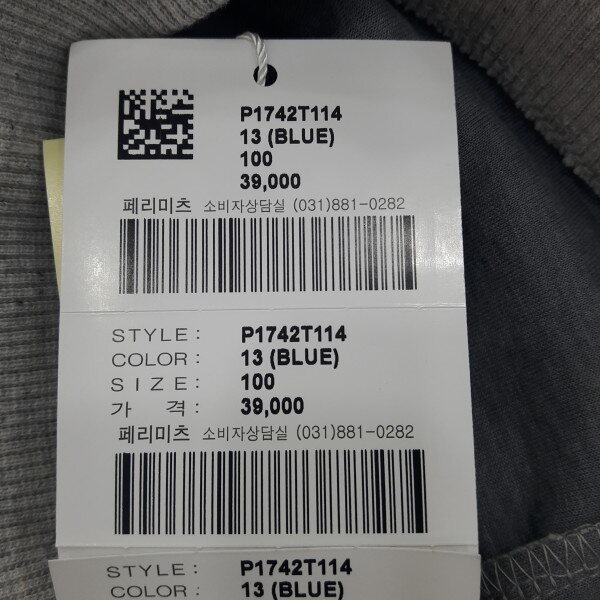 P1742T114
13 (BLUE)
100
39,000
페리미츠 소비자상담실 (031)881-0282
STYLE: P1742T114
COLOR: 13 (BLUE)
SIZE: 100
가 격: 39,000
페리미츠 소비자상담실 (031)881-0282
STYLE: P1742T114
COLOR: 13 (BLUE)